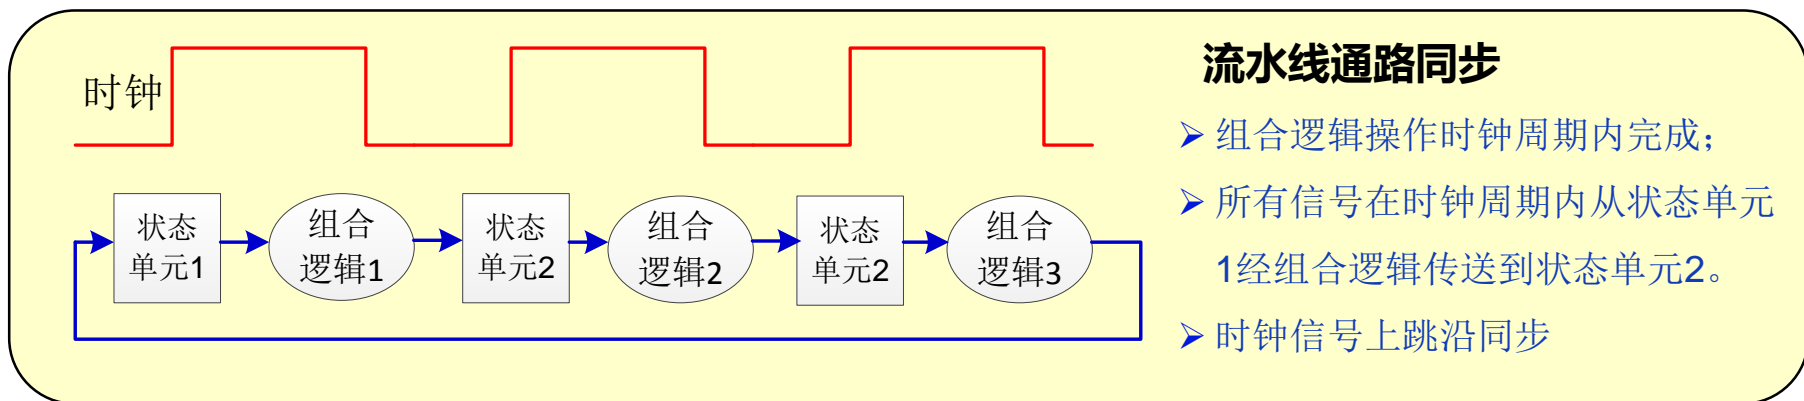 时钟
状态
单元1
组合
逻辑1
状态
单元2
组合
逻辑2
状态
单元2
组合
逻辑3
流水线通路同步
组合逻辑操作时钟周期内完成；
所有信号在时钟周期内从状态单元
1经组合逻辑传送到状态单元2。
时钟信号上跳沿同步